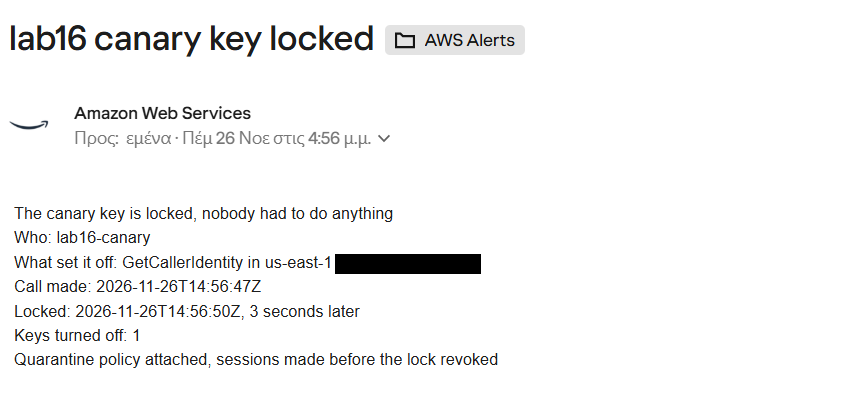 lab16 canary key locked AWS Alerts
Amazon Web Services
Προς: εμένα · Πέμ 26 Νοε στις 4:56 μ.μ.
The canary key is locked, nobody had to do anything
Who: lab16-canary
What set it off: GetCallerIdentity in us-east-1
Call made: 2026-11-26T14:56:47Z
Locked: 2026-11-26T14:56:50Z, 3 seconds later
Keys turned off: 1
Quarantine policy attached, sessions made before the lock revoked